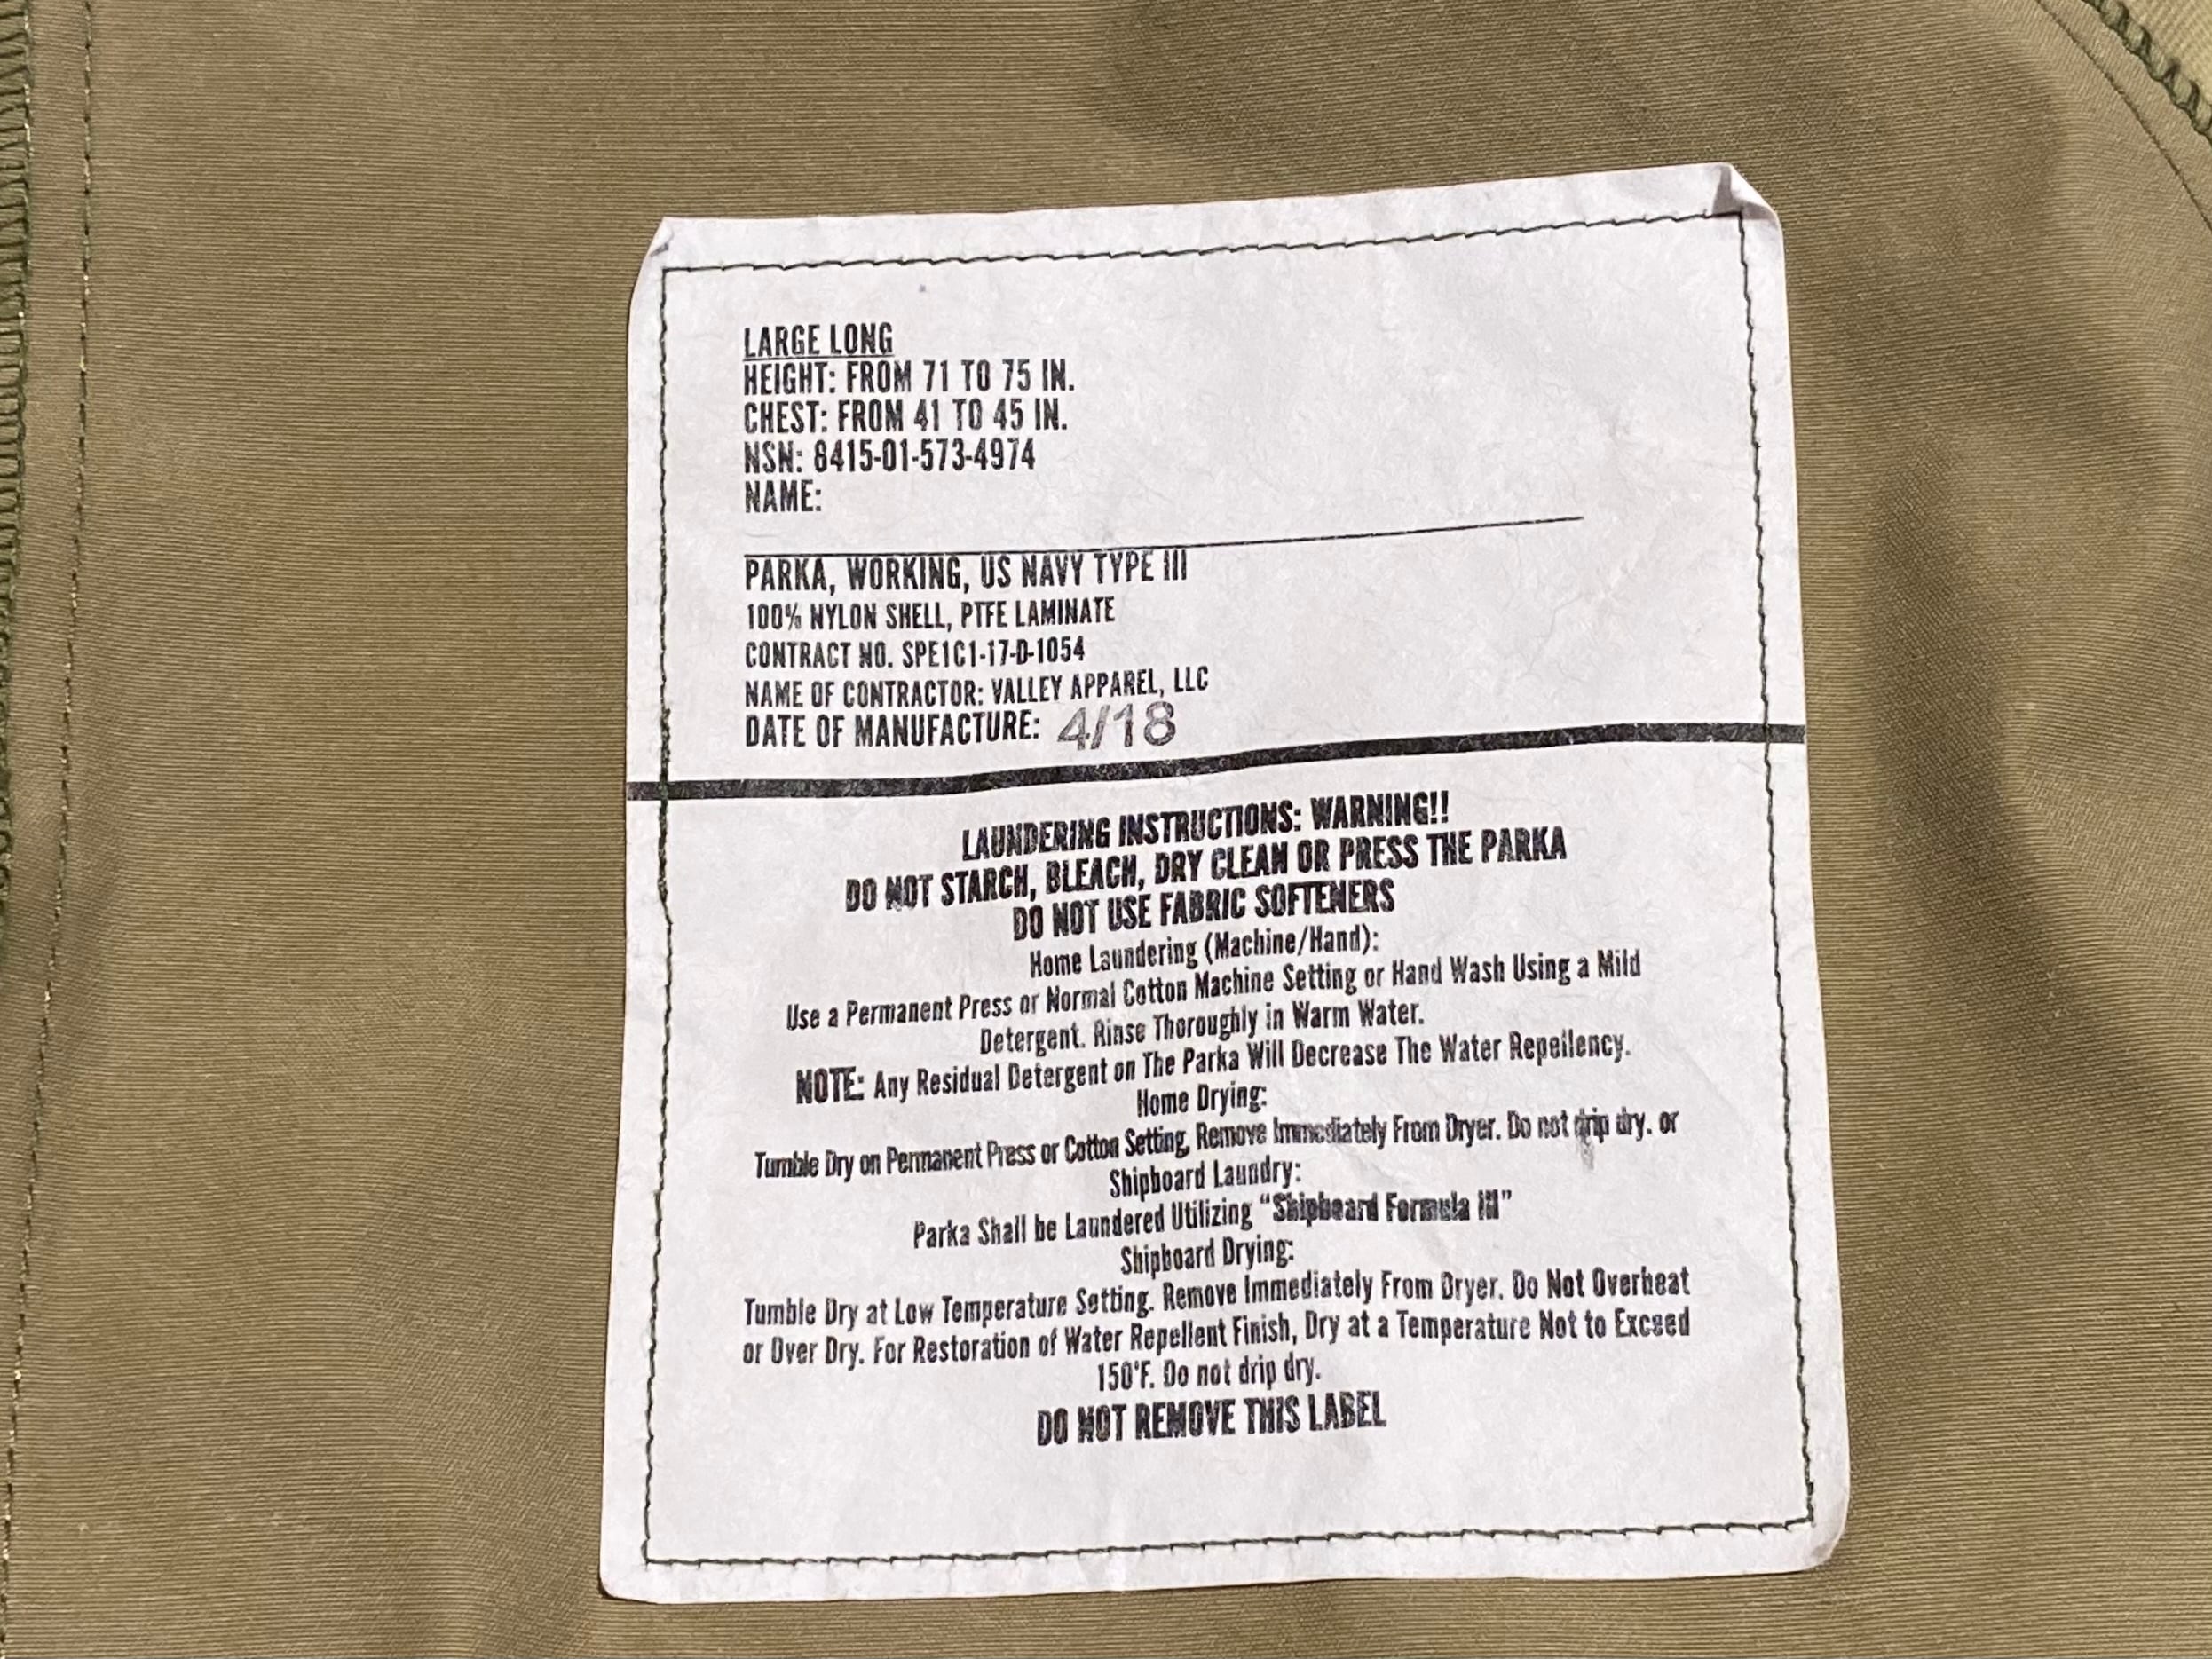 LARGE LONG
HEIGHT: FROM 71 TO 75 IN.
CHEST: FROM 41 TO 45 IN.
NSN: 8415-01-573-4974
NAME:
PARKA, WORKING, US NAVY TYPE III
100% NYLON SHELL, PTFE LAMINATE
CONTRACT NO. SPE1C1-17-D-1054
NAME OF CONTRACTOR: VALLEY APPAREL, LLC
DATE OF MANUFACTURE: 4/18
LAUNDERING INSTRUCTIONS: WARNING!!
DO NOT STARCH, BLEACH, DRY CLEAN OR PRESS THE PARKA
DO NOT USE FABRIC SOFTENERS
Home Laundering (Machine/Hand):
Use a Permanent Press or Normal Cotton Machine Setting or Hand Wash Using a Mild
Detergent. Rinse Thoroughly in Warm Water.
NOTE: Any Residual Detergent on The Parka Will Decrease The Water Repellency.
Home Drying:
Tumble Dry on Permanent Press or Cotton Setting, Remove Immediately From Dryer. Do not drip dry. or
Shipboard Laundry:
Parka Shall be Laundered Utilizing “Shipboard Formula III”
Shipboard Drying:
Tumble Dry at Low Temperature Setting. Remove Immediately From Dryer. Do Not Overheat
or Over Dry. For Restoration of Water Repellent Finish, Dry at a Temperature Not to Exceed
150°F. Do not drip dry.
DO NOT REMOVE THIS LABEL